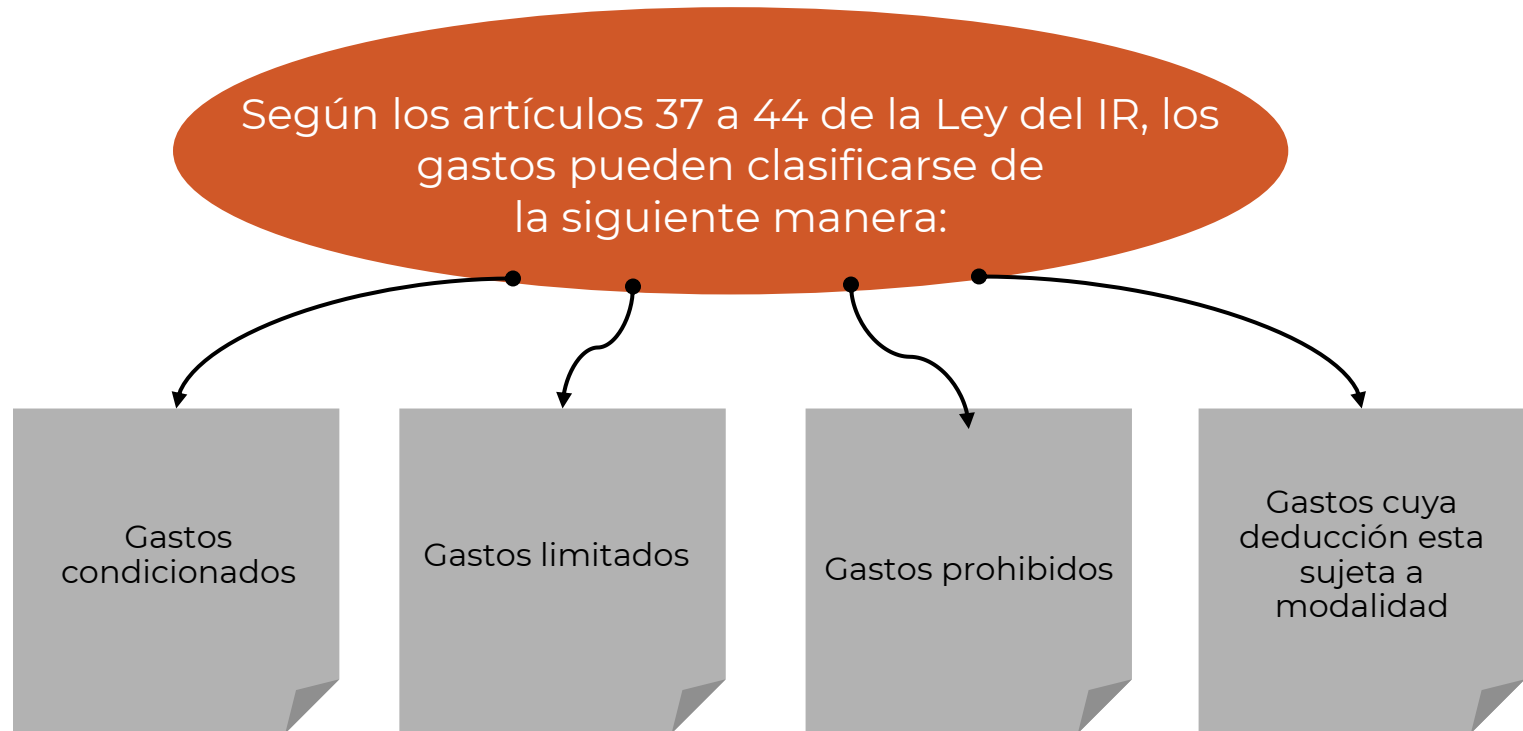 Según los artículos 37 a 44 de la Ley del IR, los
gastos pueden clasificarse de
la siguiente manera:
Gastos
condicionados
Gastos limitados
Gastos prohibidos
Gastos cuya
deducción esta
sujeta a
modalidad